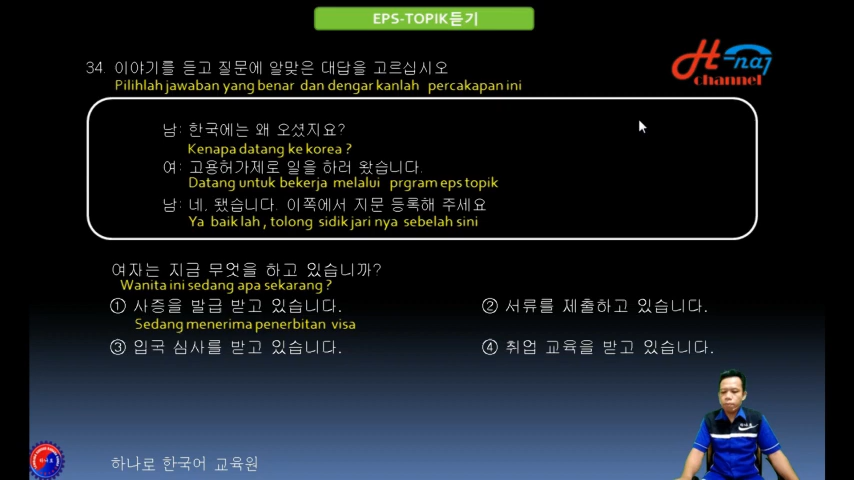 EPS-TOPIK듣기
H-naj
channel
34. 이야기를 듣고 질문에 알맞은 대답을 고르십시오
Pilihlah jawaban yang benar dan dengarkanlah percakapan ini
남: 한국에는 왜 오셨지요?
Kenapa datang ke korea ?
여: 고용허가제로 일을 하러 왔습니다.
Datang untuk bekerja melalui prgram eps topik
남: 네, 됐습니다. 이쪽에서 지문 등록해 주세요
Ya baik lah , tolong sidik jari nya sebelah sini
여자는 지금 무엇을 하고 있습니까?
Wanita ini sedang apa sekarang ?
① 사증을 발급 받고 있습니다.
② 서류를 제출하고 있습니다.
Sedang menerima penerbitan visa
③ 입국 심사를 받고 있습니다.
④ 취업 교육을 받고 있습니다.
하나로 한국어 교육원